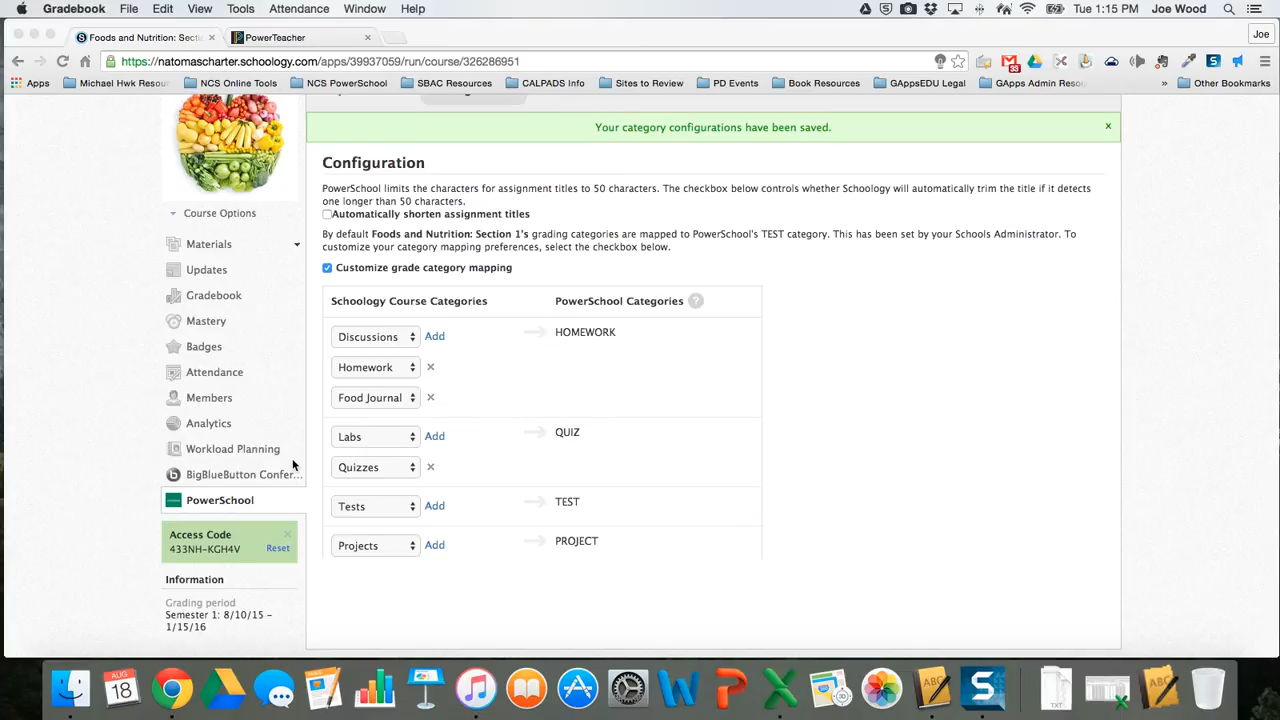 Gradebook File Edit View Tools Attendance Window Help
Tu 1:15 PM Joe Wood
Foods and Nutrition: Secti
PowerTeacher
Joe
https://natomascharter.schoology.com/apps/39937059/run/course/326286951
Apps Michael Hwk Resou NCS Online Tools NCS PowerSchool SBAC Resources CALPADS Info Sites to Review PD Events Book Resources GAppsEDU Legal GApps Admin Resou » Other Bookmarks
Your category configurations have been saved. x
Configuration
PowerSchool limits the characters for assignment titles to 50 characters. The checkbox below controls whether Schoology will automatically trim the title if it detects
one longer than 50 characters.
Automatically shorten assignment titles
By default Foods and Nutrition: Section 1's grading categories are mapped to PowerSchool's TEST category. This has been set by your Schools Administrator. To
customize your category mapping preferences, select the checkbox below.
Customize grade category mapping
Schoology Course Categories PowerSchool Categories ?
Discussions Add HOMEWORK
Homework ×
Food Journal ×
Labs Add QUIZ
Quizzes ×
Tests Add TEST
Projects Add PROJECT
Course Options
Materials
Updates
Gradebook
Mastery
Badges
Attendance
Members
Analytics
Workload Planning
BigBlueButton Confer...
PowerSchool
Access Code ×
433NH-KGH4V Reset
Information
Grading period
Semester 1: 8/10/15 –
1/15/16
AUG
18